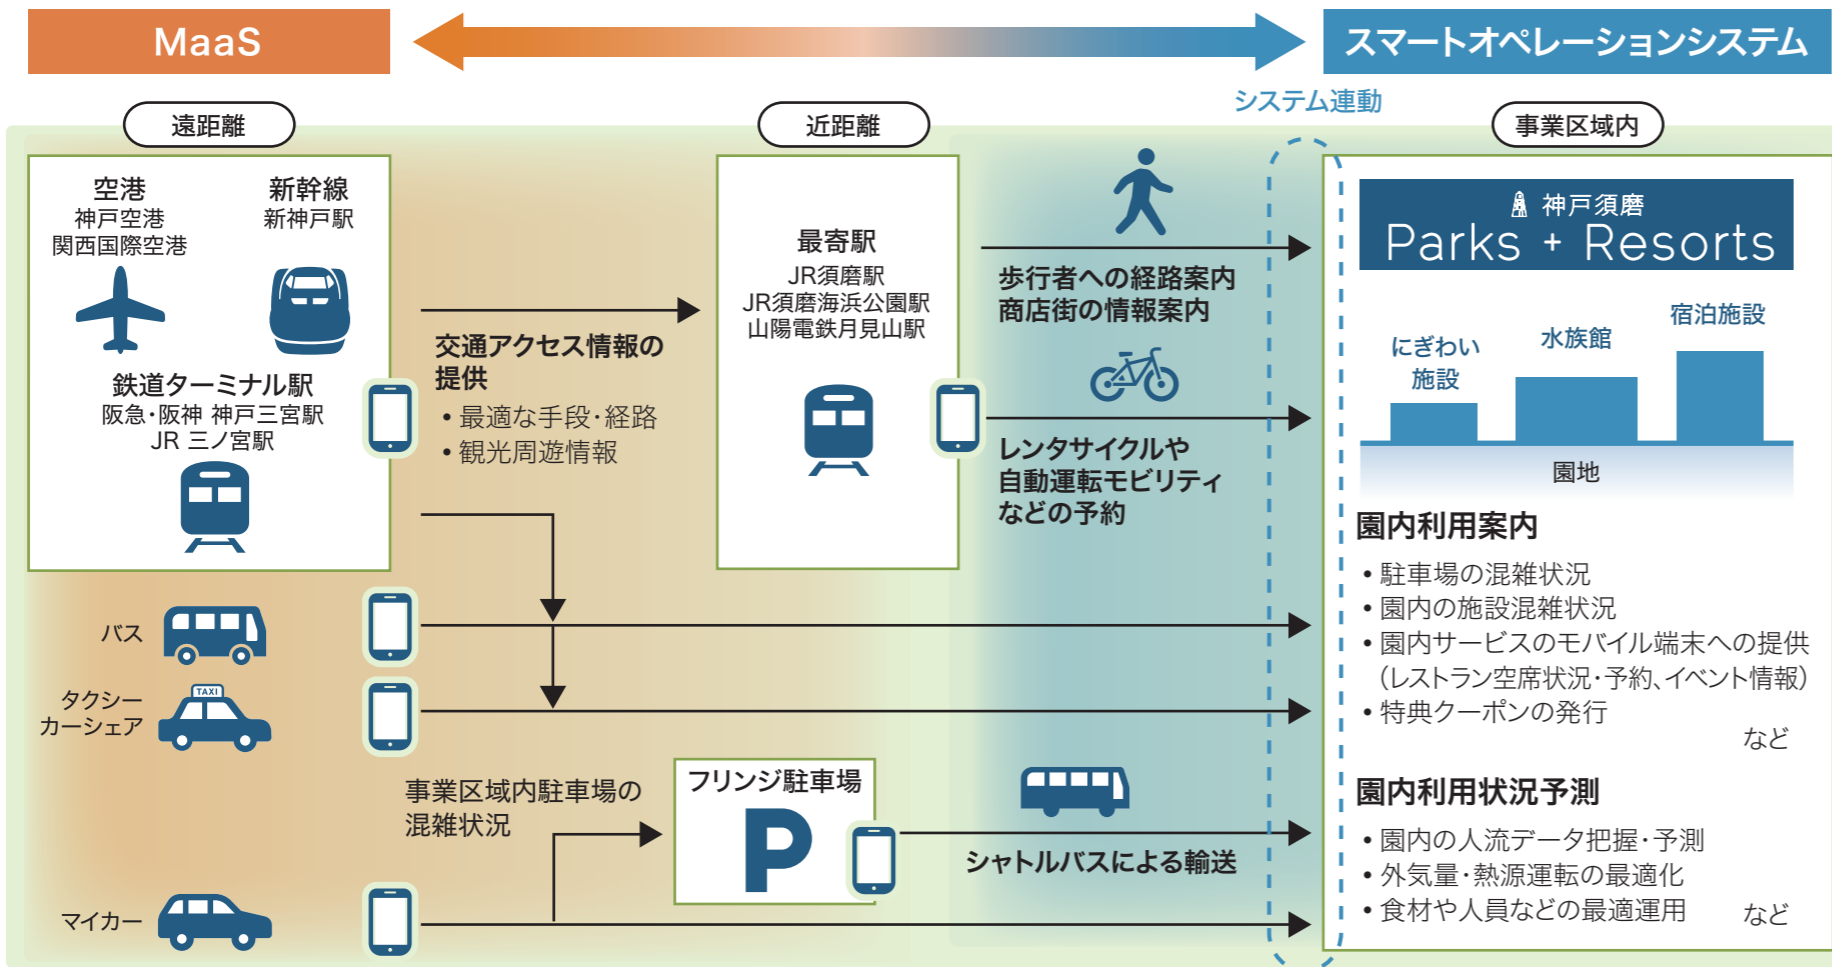 MaaS
スマートオペレーションシステム
システム連動
遠距離
近距離
事業区域内
空港
神戸空港
関西国際空港
新幹線
新神戸駅
鉄道ターミナル駅
阪急・阪神 神戸三宮駅
JR 三ノ宮駅
交通アクセス情報の
提供
• 最適な手段・経路
• 観光周遊情報
最寄駅
JR須磨駅
JR須磨海浜公園駅
山陽電鉄月見山駅
歩行者への経路案内
商店街の情報案内
レンタサイクルや
自動運転モビリティ
などの予約
バス
TAXI
タクシー
カーシェア
事業区域内駐車場の
混雑状況
フリンジ駐車場
P
シャトルバスによる輸送
マイカー
神戸須磨
Parks + Resorts
にぎわい
施設
水族館
宿泊施設
園地
園内利用案内
• 駐車場の混雑状況
• 園内の施設混雑状況
• 園内サービスのモバイル端末への提供
（レストラン空席状況・予約、イベント情報）
• 特典クーポンの発行
など
園内利用状況予測
• 園内の人流データ把握・予測
• 外気量・熱源運転の最適化
• 食材や人員などの最適運用
など